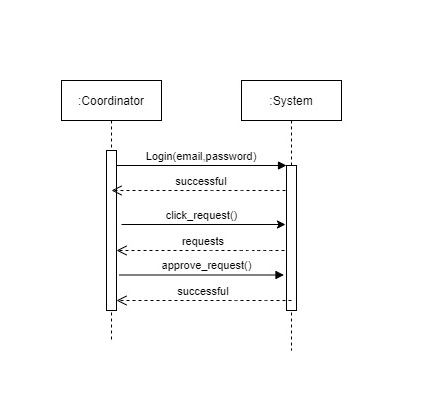 :Coordinator
:System
Login(email,password)
successful
click_request()
requests
approve_request()
successful